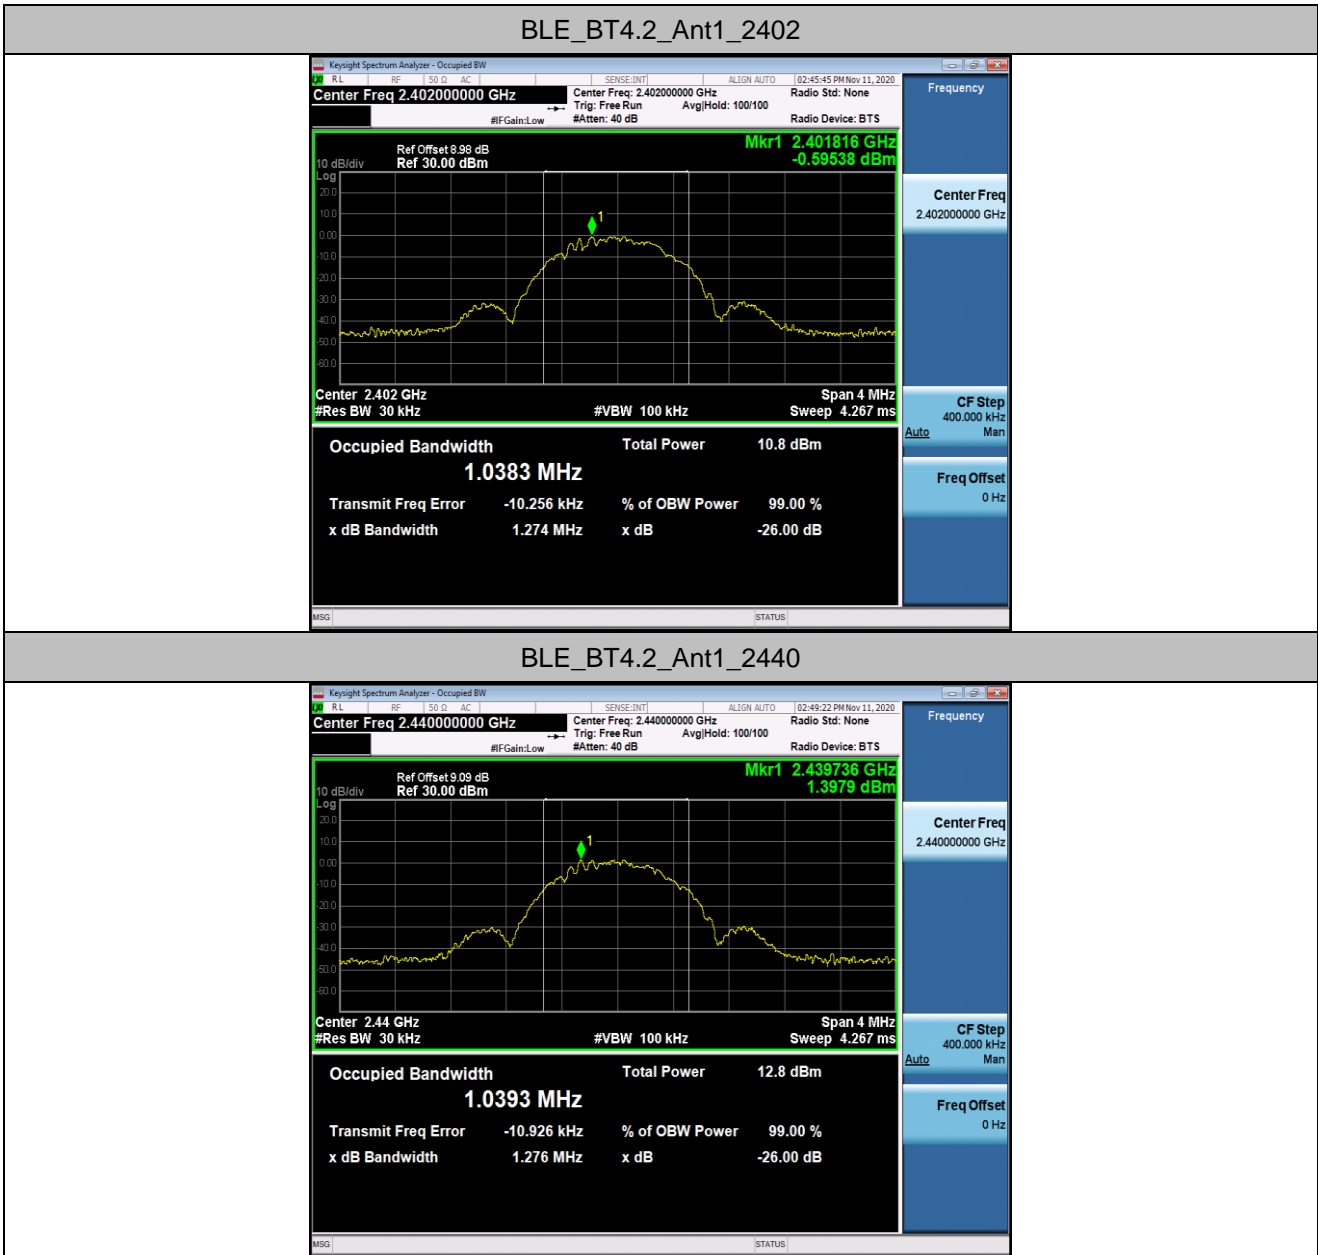 BLE_BT4.2_Ant1_2402
Keysight Spectrum Analyzer - Occupied BW
RL RF 50 Ω AC SENSE:INT ALIGN AUTO 02:45:45 PM Nov 11, 2020
Center Freq 2.402000000 GHz
Center Freq: 2.402000000 GHz
Radio Std: None
Trig: Free Run Avg|Hold: 100/100
#IFGain:Low
#Atten: 40 dB
Radio Device: BTS
Frequency
Mkr1 2.401816 GHz
-0.59538 dBm
Ref Offset 8.98 dB
10 dB/div Ref 30.00 dBm
Log
20.0
10.0
1
0.00
-10.0
-20.0
-30.0
-40.0
-50.0
-60.0
Center 2.402 GHz
Span 4 MHz
#Res BW 30 kHz
#VBW 100 kHz
Sweep 4.267 ms
Occupied Bandwidth
Total Power 10.8 dBm
1.0383 MHz
Transmit Freq Error -10.256 kHz
% of OBW Power 99.00 %
x dB Bandwidth 1.274 MHz
x dB -26.00 dB
Center Freq
2.402000000 GHz
CF Step
400.000 kHz
Auto Man
Freq Offset
0 Hz
MSG STATUS
BLE_BT4.2_Ant1_2440
Keysight Spectrum Analyzer - Occupied BW
RL RF 50 Ω AC SENSE:INT ALIGN AUTO 02:49:22 PM Nov 11, 2020
Center Freq 2.440000000 GHz
Center Freq: 2.440000000 GHz
Radio Std: None
Trig: Free Run Avg|Hold: 100/100
#IFGain:Low
#Atten: 40 dB
Radio Device: BTS
Frequency
Mkr1 2.439736 GHz
1.3979 dBm
Ref Offset 9.09 dB
10 dB/div Ref 30.00 dBm
Log
20.0
10.0
1
0.00
-10.0
-20.0
-30.0
-40.0
-50.0
-60.0
Center 2.44 GHz
Span 4 MHz
#Res BW 30 kHz
#VBW 100 kHz
Sweep 4.267 ms
Occupied Bandwidth
Total Power 12.8 dBm
1.0393 MHz
Transmit Freq Error -10.926 kHz
% of OBW Power 99.00 %
x dB Bandwidth 1.276 MHz
x dB -26.00 dB
Center Freq
2.440000000 GHz
CF Step
400.000 kHz
Auto Man
Freq Offset
0 Hz
MSG STATUS